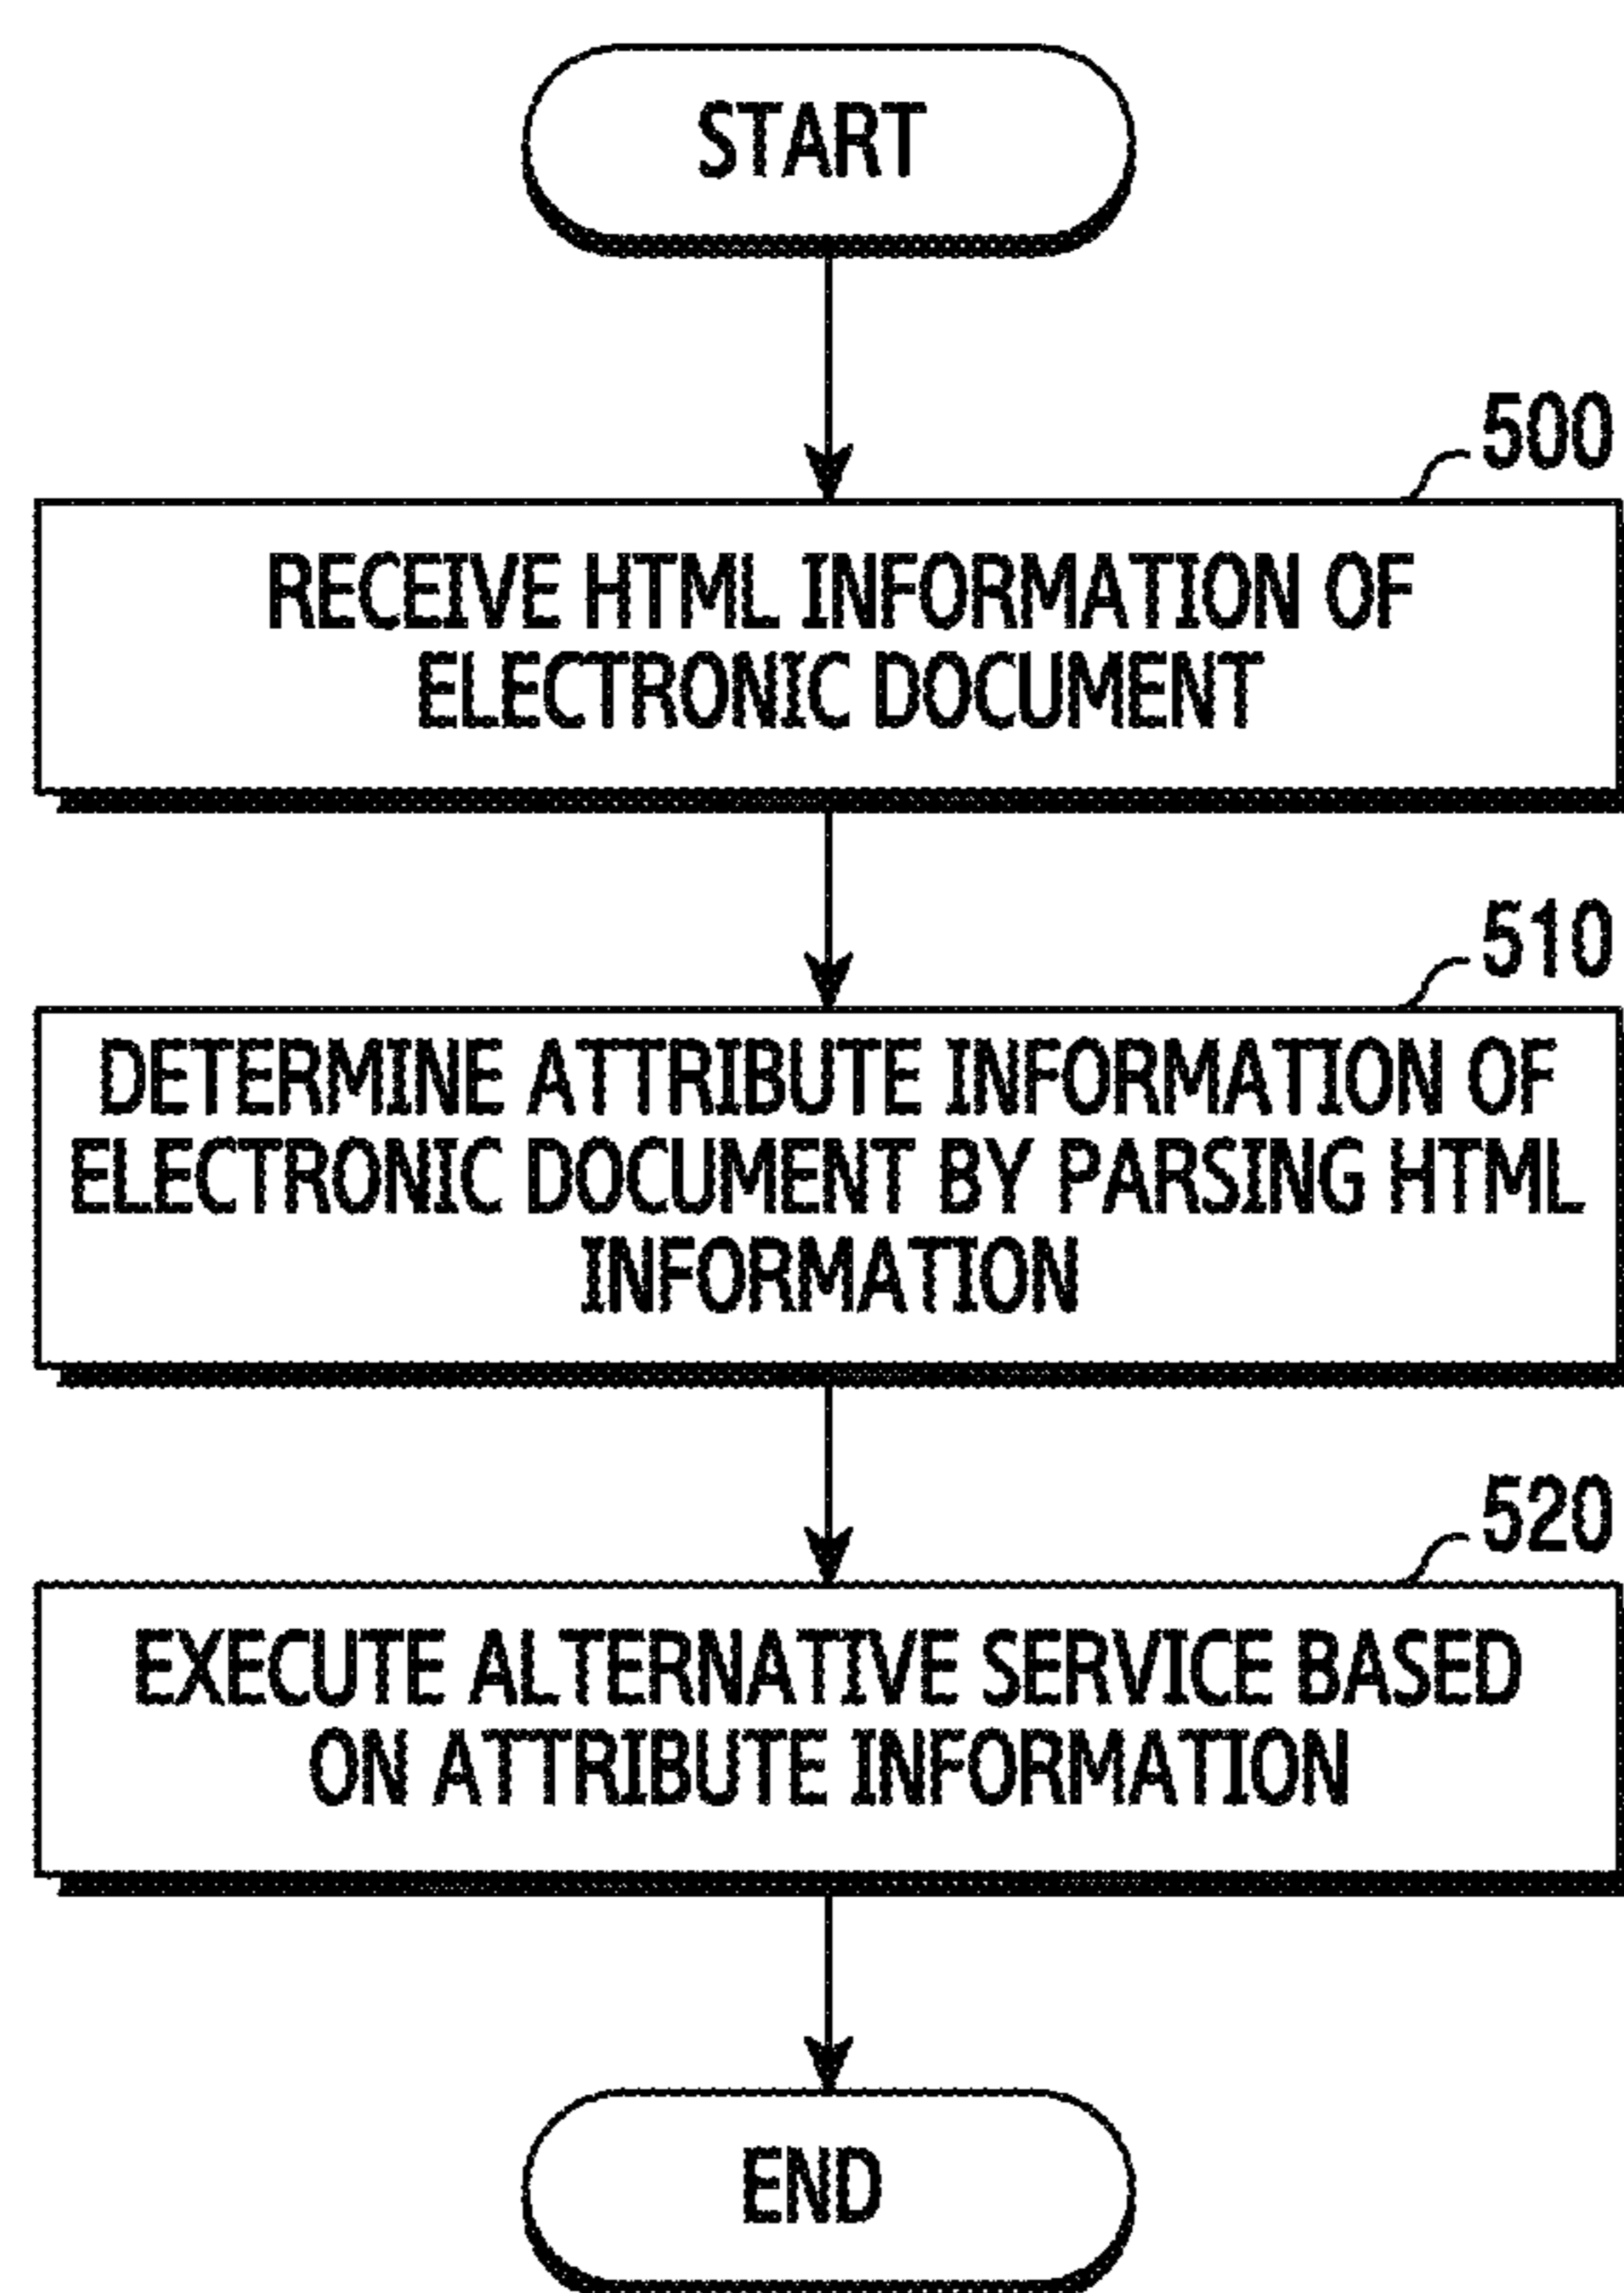 START
500
RECEIVE HTML INFORMATION OF
ELECTRONIC DOCUMENT
510
DETERMINE ATTRIBUTE INFORMATION OF
ELECTRONIC DOCUMENT BY PARSING HTML
INFORMATION
520
EXECUTE ALTERNATIVE SERVICE BASED
ON ATTRIBUTE INFORMATION
END